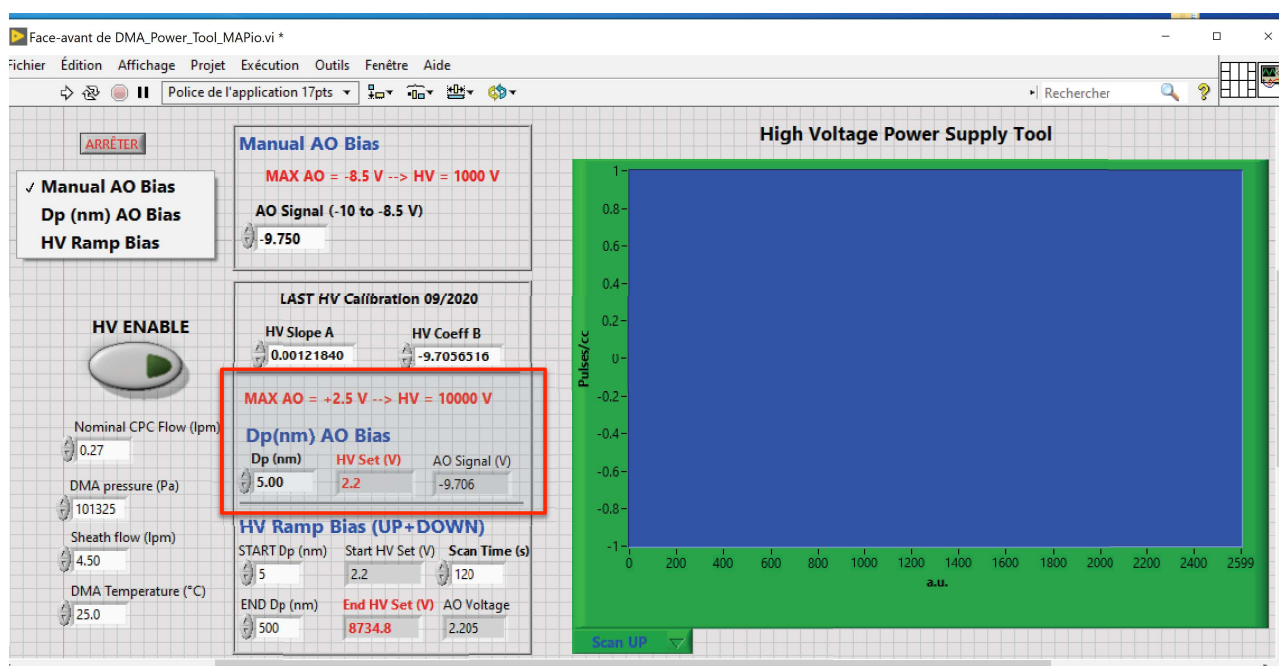 Face-avant de DMA_Power_Tool_MAPio.vi *
Fichier Édition Affichage Projet Exécution Outils Fenêtre Aide
Police de l'application 17pts
Rechercher
ARRÊTER
✓ Manual AO Bias
Dp (nm) AO Bias
HV Ramp Bias
HV ENABLE
Nominal CPC Flow (lpm)
0.27
DMA pressure (Pa)
101325
Sheath flow (lpm)
4.50
DMA Temperature (°C)
25.0
Manual AO Bias
MAX AO = -8.5 V --> HV = 1000 V
AO Signal (-10 to -8.5 V)
-9.750
LAST HV Calibration 09/2020
HV Slope A HV Coeff B
0.00121840 -9.7056516
MAX AO = +2.5 V --> HV = 10000 V
Dp(nm) AO Bias
Dp (nm) HV Set (V) AO Signal (V)
5.00 2.2 -9.706
HV Ramp Bias (UP+DOWN)
START Dp (nm) Start HV Set (V) Scan Time (s)
5 2.2 120
END Dp (nm) End HV Set (V) AO Voltage
500 8734.8 2.205
High Voltage Power Supply Tool
Pulses/cc
1
0.8
0.6
0.4
0.2
0
-0.2
-0.4
-0.6
-0.8
-1
0 200 400 600 800 1000 1200 1400 1600 1800 2000 2200 2400 2599
a.u.
Scan UP